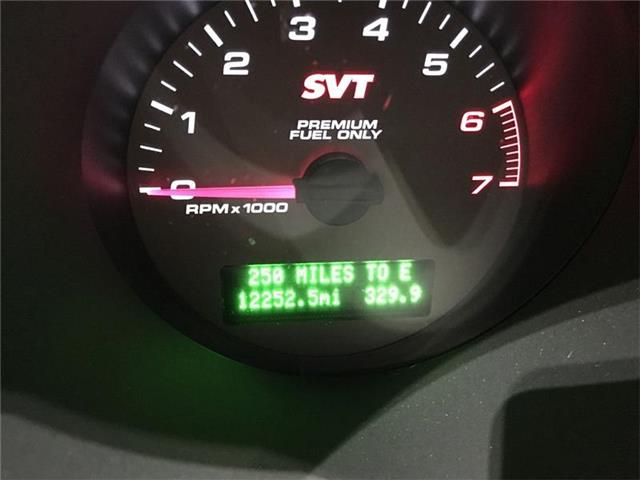 3 4
2 5
SVT
1 6
PREMIUM
FUEL ONLY
0 7
RPM x 1000
250 MILES TO E
12252.5mi 329.9